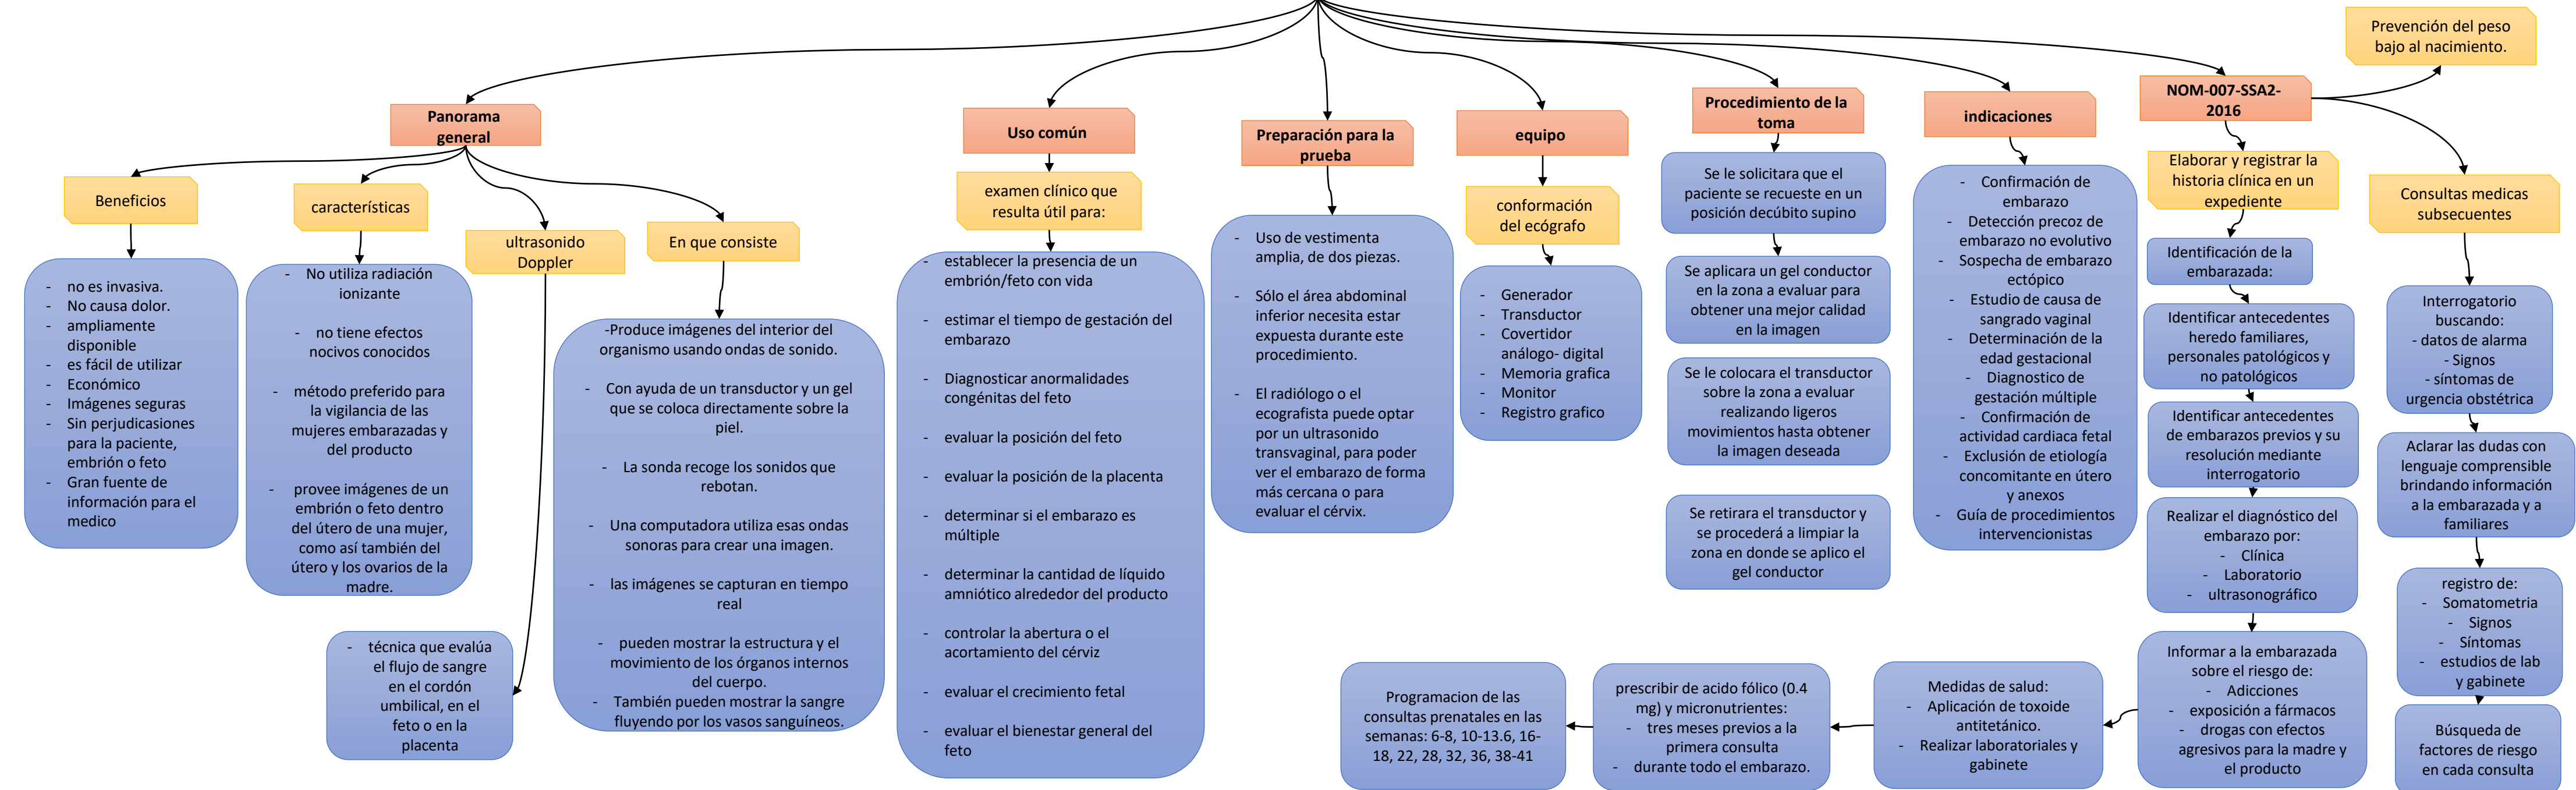 Panorama
general
Beneficios
- no es invasiva.
- No causa dolor.
- ampliamente
disponible
- es fácil de utilizar
- Económico
- Imágenes seguras
- Sin perjudicasiones
para la paciente,
embrión o feto
- Gran fuente de
información para el
medico
características
- No utiliza radiación
ionizante
- no tiene efectos
nocivos conocidos
- método preferido para
la vigilancia de las
mujeres embarazadas y
del producto
- provee imágenes de un
embrión o feto dentro
del útero de una mujer,
como así también del
útero y los ovarios de la
madre.
ultrasonido
Doppler
- técnica que evalúa
el flujo de sangre
en el cordón
umbilical, en el
feto o en la
placenta
En que consiste
-Produce imágenes del interior del
organismo usando ondas de sonido.
- Con ayuda de un transductor y un gel
que se coloca directamente sobre la
piel.
- La sonda recoge los sonidos que
rebotan.
- Una computadora utiliza esas ondas
sonoras para crear una imagen.
- las imágenes se capturan en tiempo
real
- pueden mostrar la estructura y el
movimiento de los órganos internos
del cuerpo.
- También pueden mostrar la sangre
fluyendo por los vasos sanguíneos.
Uso común
examen clínico que
resulta útil para:
- establecer la presencia de un
embrión/feto con vida
- estimar el tiempo de gestación del
embarazo
- Diagnosticar anormalidades
congénitas del feto
- evaluar la posición del feto
- evaluar la posición de la placenta
- determinar si el embarazo es
múltiple
- determinar la cantidad de líquido
amniótico alrededor del producto
- controlar la abertura o el
acortamiento del cérviz
- evaluar el crecimiento fetal
- evaluar el bienestar general del
feto
Preparación para la
prueba
- Uso de vestimenta
amplia, de dos piezas.
- Sólo el área abdominal
inferior necesita estar
expuesta durante este
procedimiento.
- El radiólogo o el
ecografista puede optar
por un ultrasonido
transvaginal, para poder
ver el embarazo de forma
más cercana o para
evaluar el cérvix.
equipo
conformación
del ecógrafo
- Generador
- Transductor
- Covertidor
análogo- digital
- Memoria grafica
- Monitor
- Registro grafico
Procedimiento de la
toma
Se le solicitara que el
paciente se recueste en un
posición decúbito supino
Se aplicara un gel conductor
en la zona a evaluar para
obtener una mejor calidad
en la imagen
Se le colocara el transductor
sobre la zona a evaluar
realizando ligeros
movimientos hasta obtener
la imagen deseada
Se retirara el transductor y
se procederá a limpiar la
zona en donde se aplico el
gel conductor
indicaciones
- Confirmación de
embarazo
- Detección precoz de
embarazo no evolutivo
- Sospecha de embarazo
ectópico
- Estudio de causa de
sangrado vaginal
- Determinación de la
edad gestacional
- Diagnostico de
gestación múltiple
- Confirmación de
actividad cardiaca fetal
- Exclusión de etiología
concomitante en útero
y anexos
- Guía de procedimientos
intervencionistas
NOM-007-SSA2-
2016
Prevención del peso
bajo al nacimiento.
Elaborar y registrar la
historia clínica en un
expediente
Identificación de la
embarazada:
Identificar antecedentes
heredo familiares,
personales patológicos y
no patológicos
Identificar antecedentes
de embarazos previos y su
resolución mediante
interrogatorio
Realizar el diagnóstico del
embarazo por:
- Clínica
- Laboratorio
- ultrasonográfico
Informar a la embarazada
sobre el riesgo de:
- Adicciones
- exposición a fármacos
- drogas con efectos
agresivos para la madre y
el producto
Medidas de salud:
- Aplicación de toxoide
antitetánico.
- Realizar laboratoriales y
gabinete
prescribir de acido fólico (0.4
mg) y micronutrientes:
- tres meses previos a la
primera consulta
- durante todo el embarazo.
Programacion de las
consultas prenatales en las
semanas: 6-8, 10-13.6, 16-
18, 22, 28, 32, 36, 38-41
Consultas medicas
subsecuentes
Interrogatorio
buscando:
- datos de alarma
- Signos
- síntomas de
urgencia obstétrica
Aclarar las dudas con
lenguaje comprensible
brindando información
a la embarazada y a
familiares
registro de:
- Somatometria
- Signos
- Síntomas
- estudios de lab
y gabinete
Búsqueda de
factores de riesgo
en cada consulta